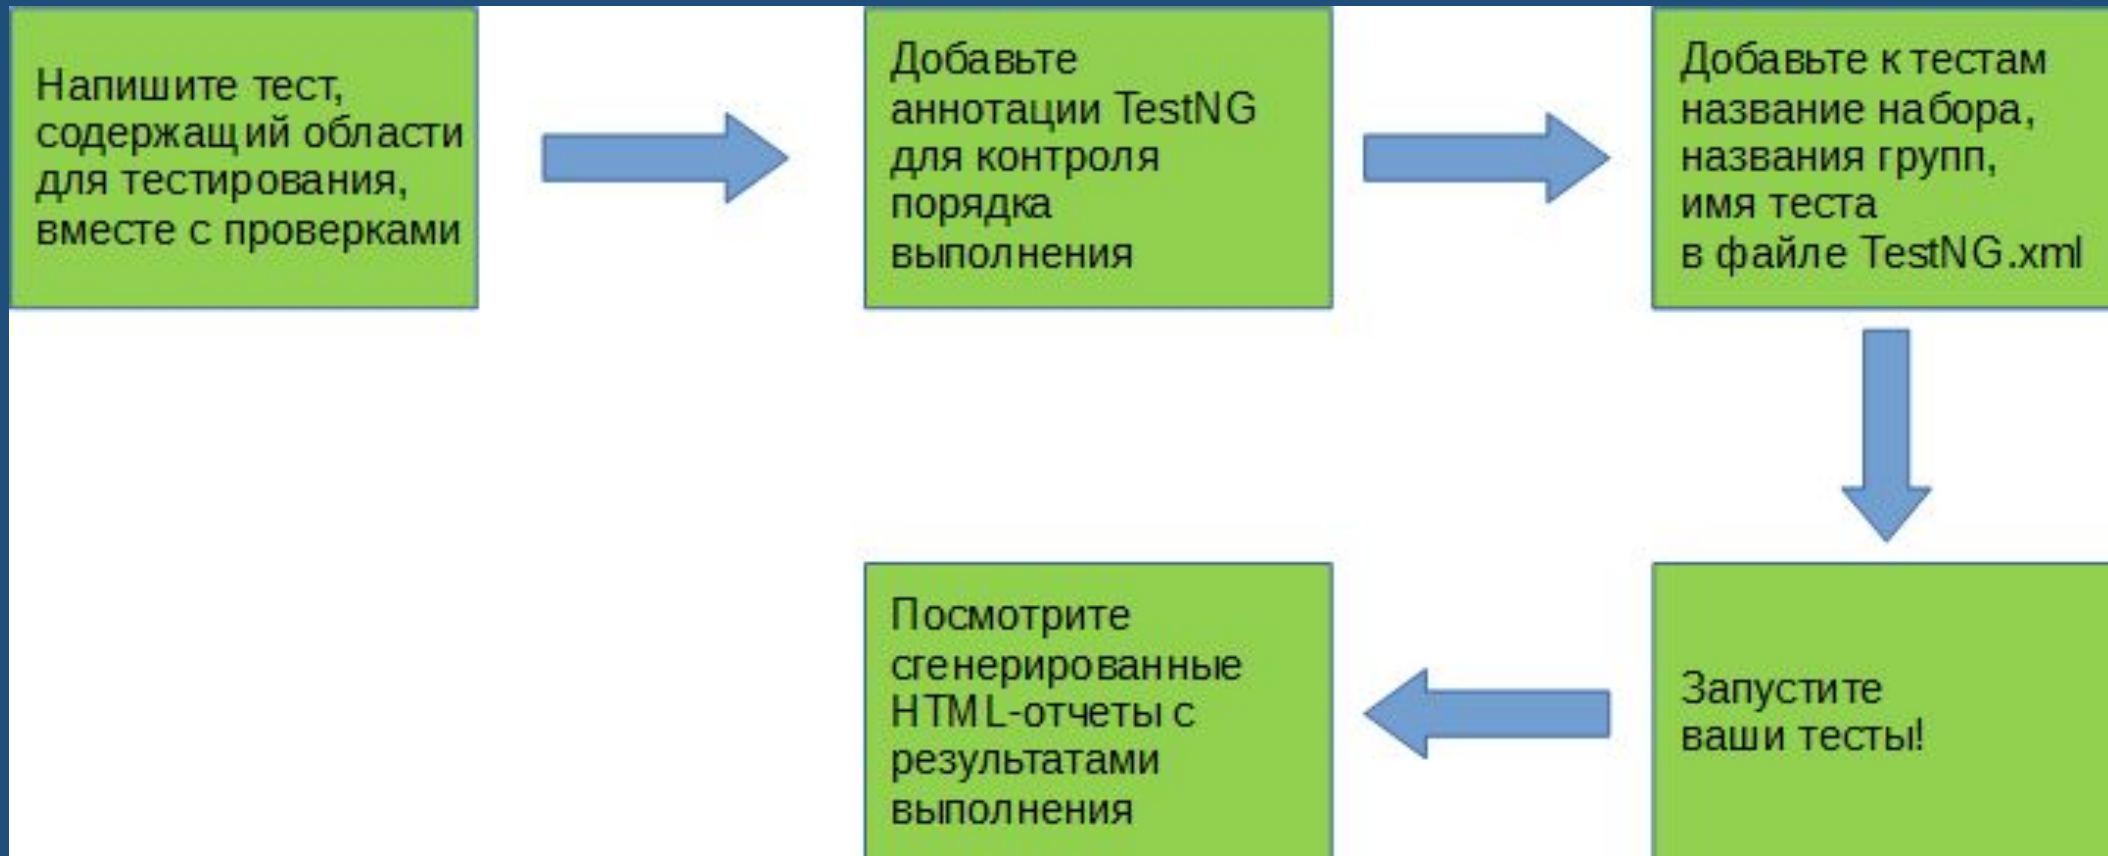 Напишите тест,
содержащий области
для тестирования,
вместе с проверками
Добавьте
аннотации TestNG
для контроля
порядка
выполнения
Добавьте к тестам
название набора,
названия групп,
имя теста
в файле TestNG.xml
Запустите
ваши тесты!
Посмотрите
сгенерированные
HTML-отчеты с
результатами
выполнения